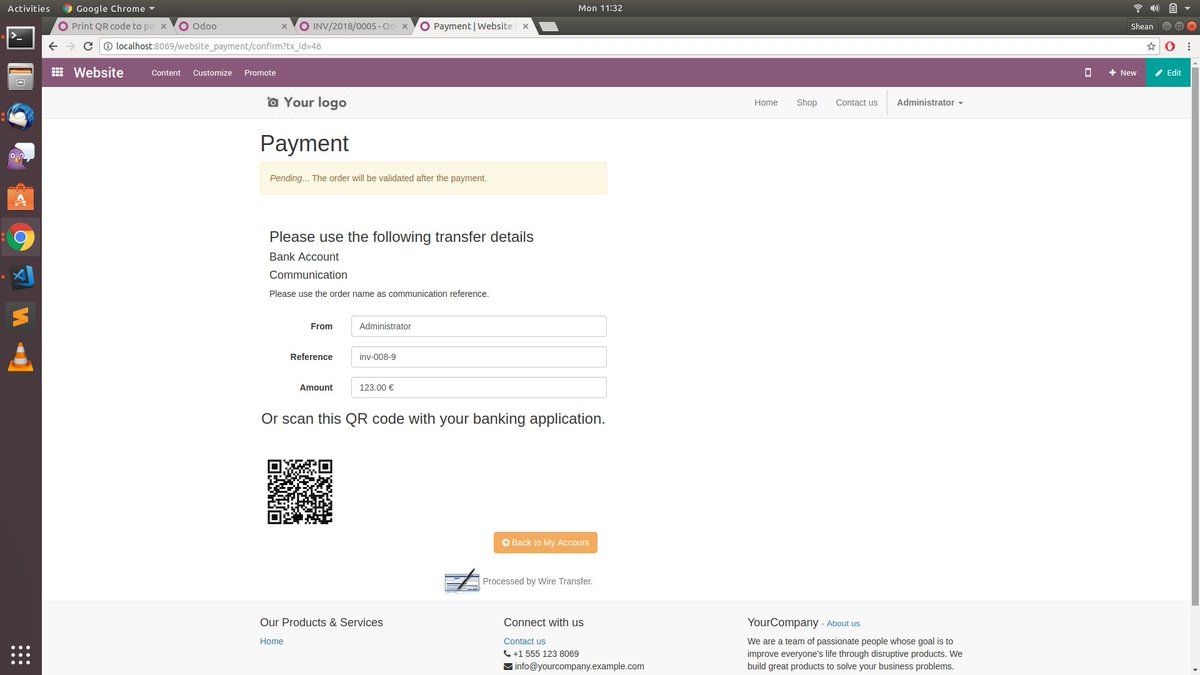 Activities
Google Chrome
Mon 11:32
Print QR code to pa
Odoo
INV/2018/0005 - Od
Payment | Website
Shean
localhost:8069/website_payment/confirm?tx_id=46
Website
Content
Customize
Promote
New
Edit
Your logo
Home
Shop
Contact us
Administrator
Payment
Pending... The order will be validated after the payment.
Please use the following transfer details
Bank Account
Communication
Please use the order name as communication reference.
From
Administrator
Reference
inv-008-9
Amount
123.00 €
Or scan this QR code with your banking application.
Back to My Account
Processed by Wire Transfer.
Our Products & Services
Home
Connect with us
Contact us
+1 555 123 8069
info@yourcompany.example.com
YourCompany - About us
We are a team of passionate people whose goal is to
improve everyone's life through disruptive products. We
build great products to solve your business problems.